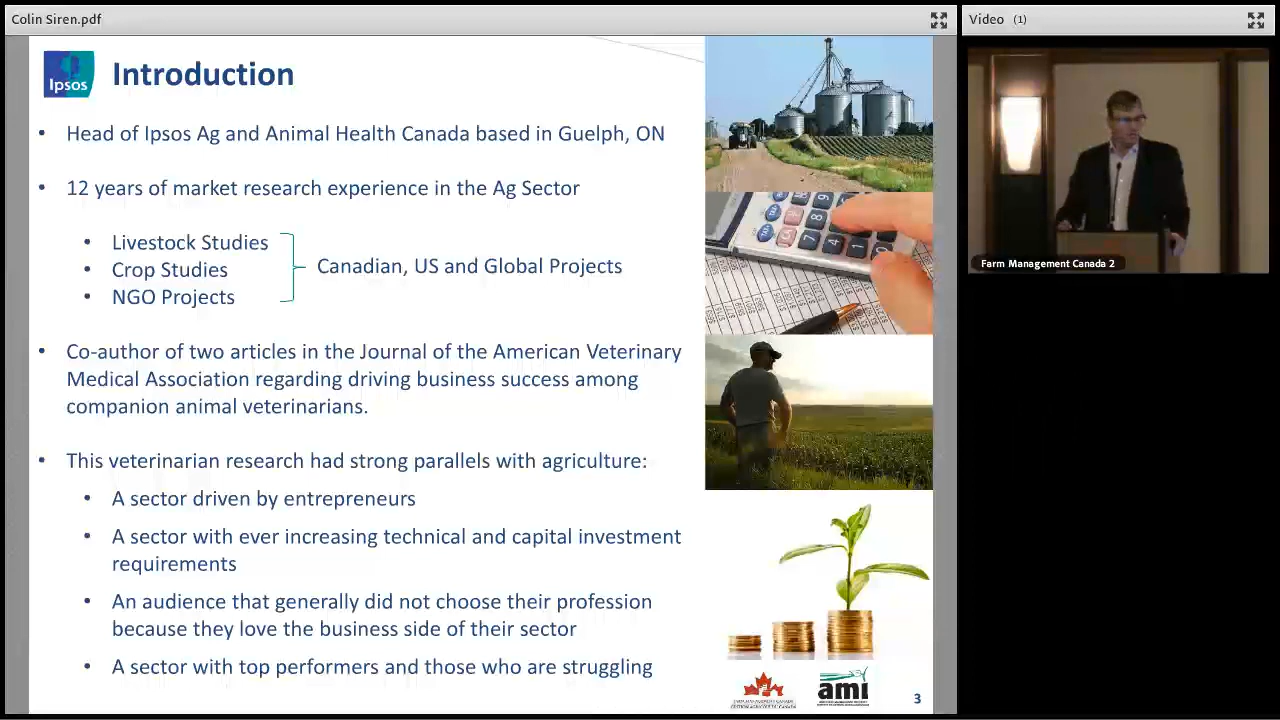 Colin Siren.pdf
Video (1)
Ipsos
Introduction
• Head of Ipsos Ag and Animal Health Canada based in Guelph, ON
• 12 years of market research experience in the Ag Sector
• Livestock Studies
• Crop Studies
• NGO Projects
Canadian, US and Global Projects
• Co-author of two articles in the Journal of the American Veterinary
Medical Association regarding driving business success among
companion animal veterinarians.
• This veterinarian research had strong parallels with agriculture:
• A sector driven by entrepreneurs
• A sector with ever increasing technical and capital investment
requirements
• An audience that generally did not choose their profession
because they love the business side of their sector
• A sector with top performers and those who are struggling
ami
3
Farm Management Canada 2